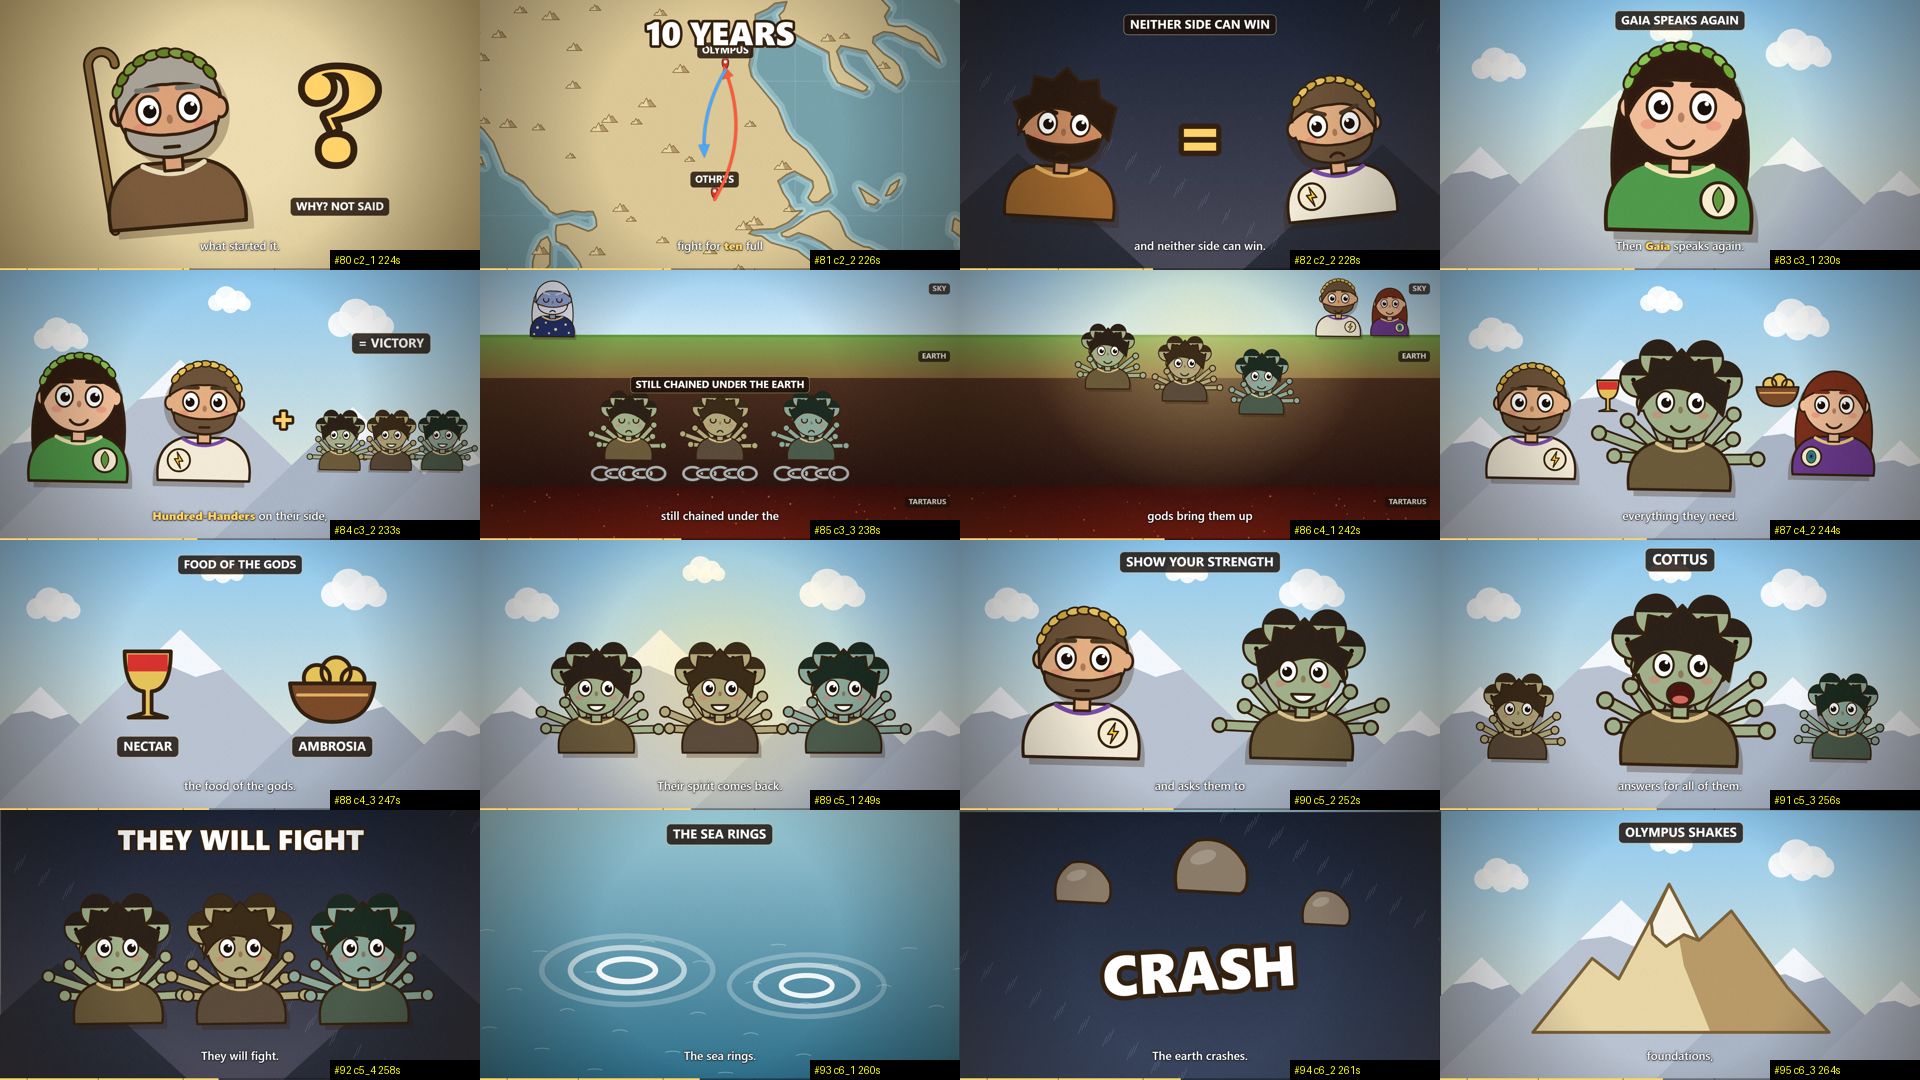 WHY? NOT SAID
what started it.
#80 c2_1 224s
10 YEARS
OLYMPUS
OTHRYS
fight for ten full
#81 c2_2 226s
NEITHER SIDE CAN WIN
and neither side can win.
#82 c2_2 228s
GAIA SPEAKS AGAIN
Then Gaia speaks again.
#83 c3_1 230s
= VICTORY
Hundred-Handers on their side,
#84 c3_2 233s
SKY
EARTH
STILL CHAINED UNDER THE EARTH
TARTARUS
still chained under the
#85 c3_3 238s
SKY
EARTH
TARTARUS
gods bring them up
#86 c4_1 242s
everything they need.
#87 c4_2 244s
FOOD OF THE GODS
NECTAR
AMBROSIA
the food of the gods.
#88 c4_3 247s
Their spirit comes back.
#89 c5_1 249s
SHOW YOUR STRENGTH
and asks them to
#90 c5_2 252s
COTTUS
answers for all of them.
#91 c5_3 256s
THEY WILL FIGHT
They will fight.
#92 c5_4 258s
THE SEA RINGS
The sea rings.
#93 c6_1 260s
CRASH
The earth crashes.
#94 c6_2 261s
OLYMPUS SHAKES
foundations,
#95 c6_3 264s